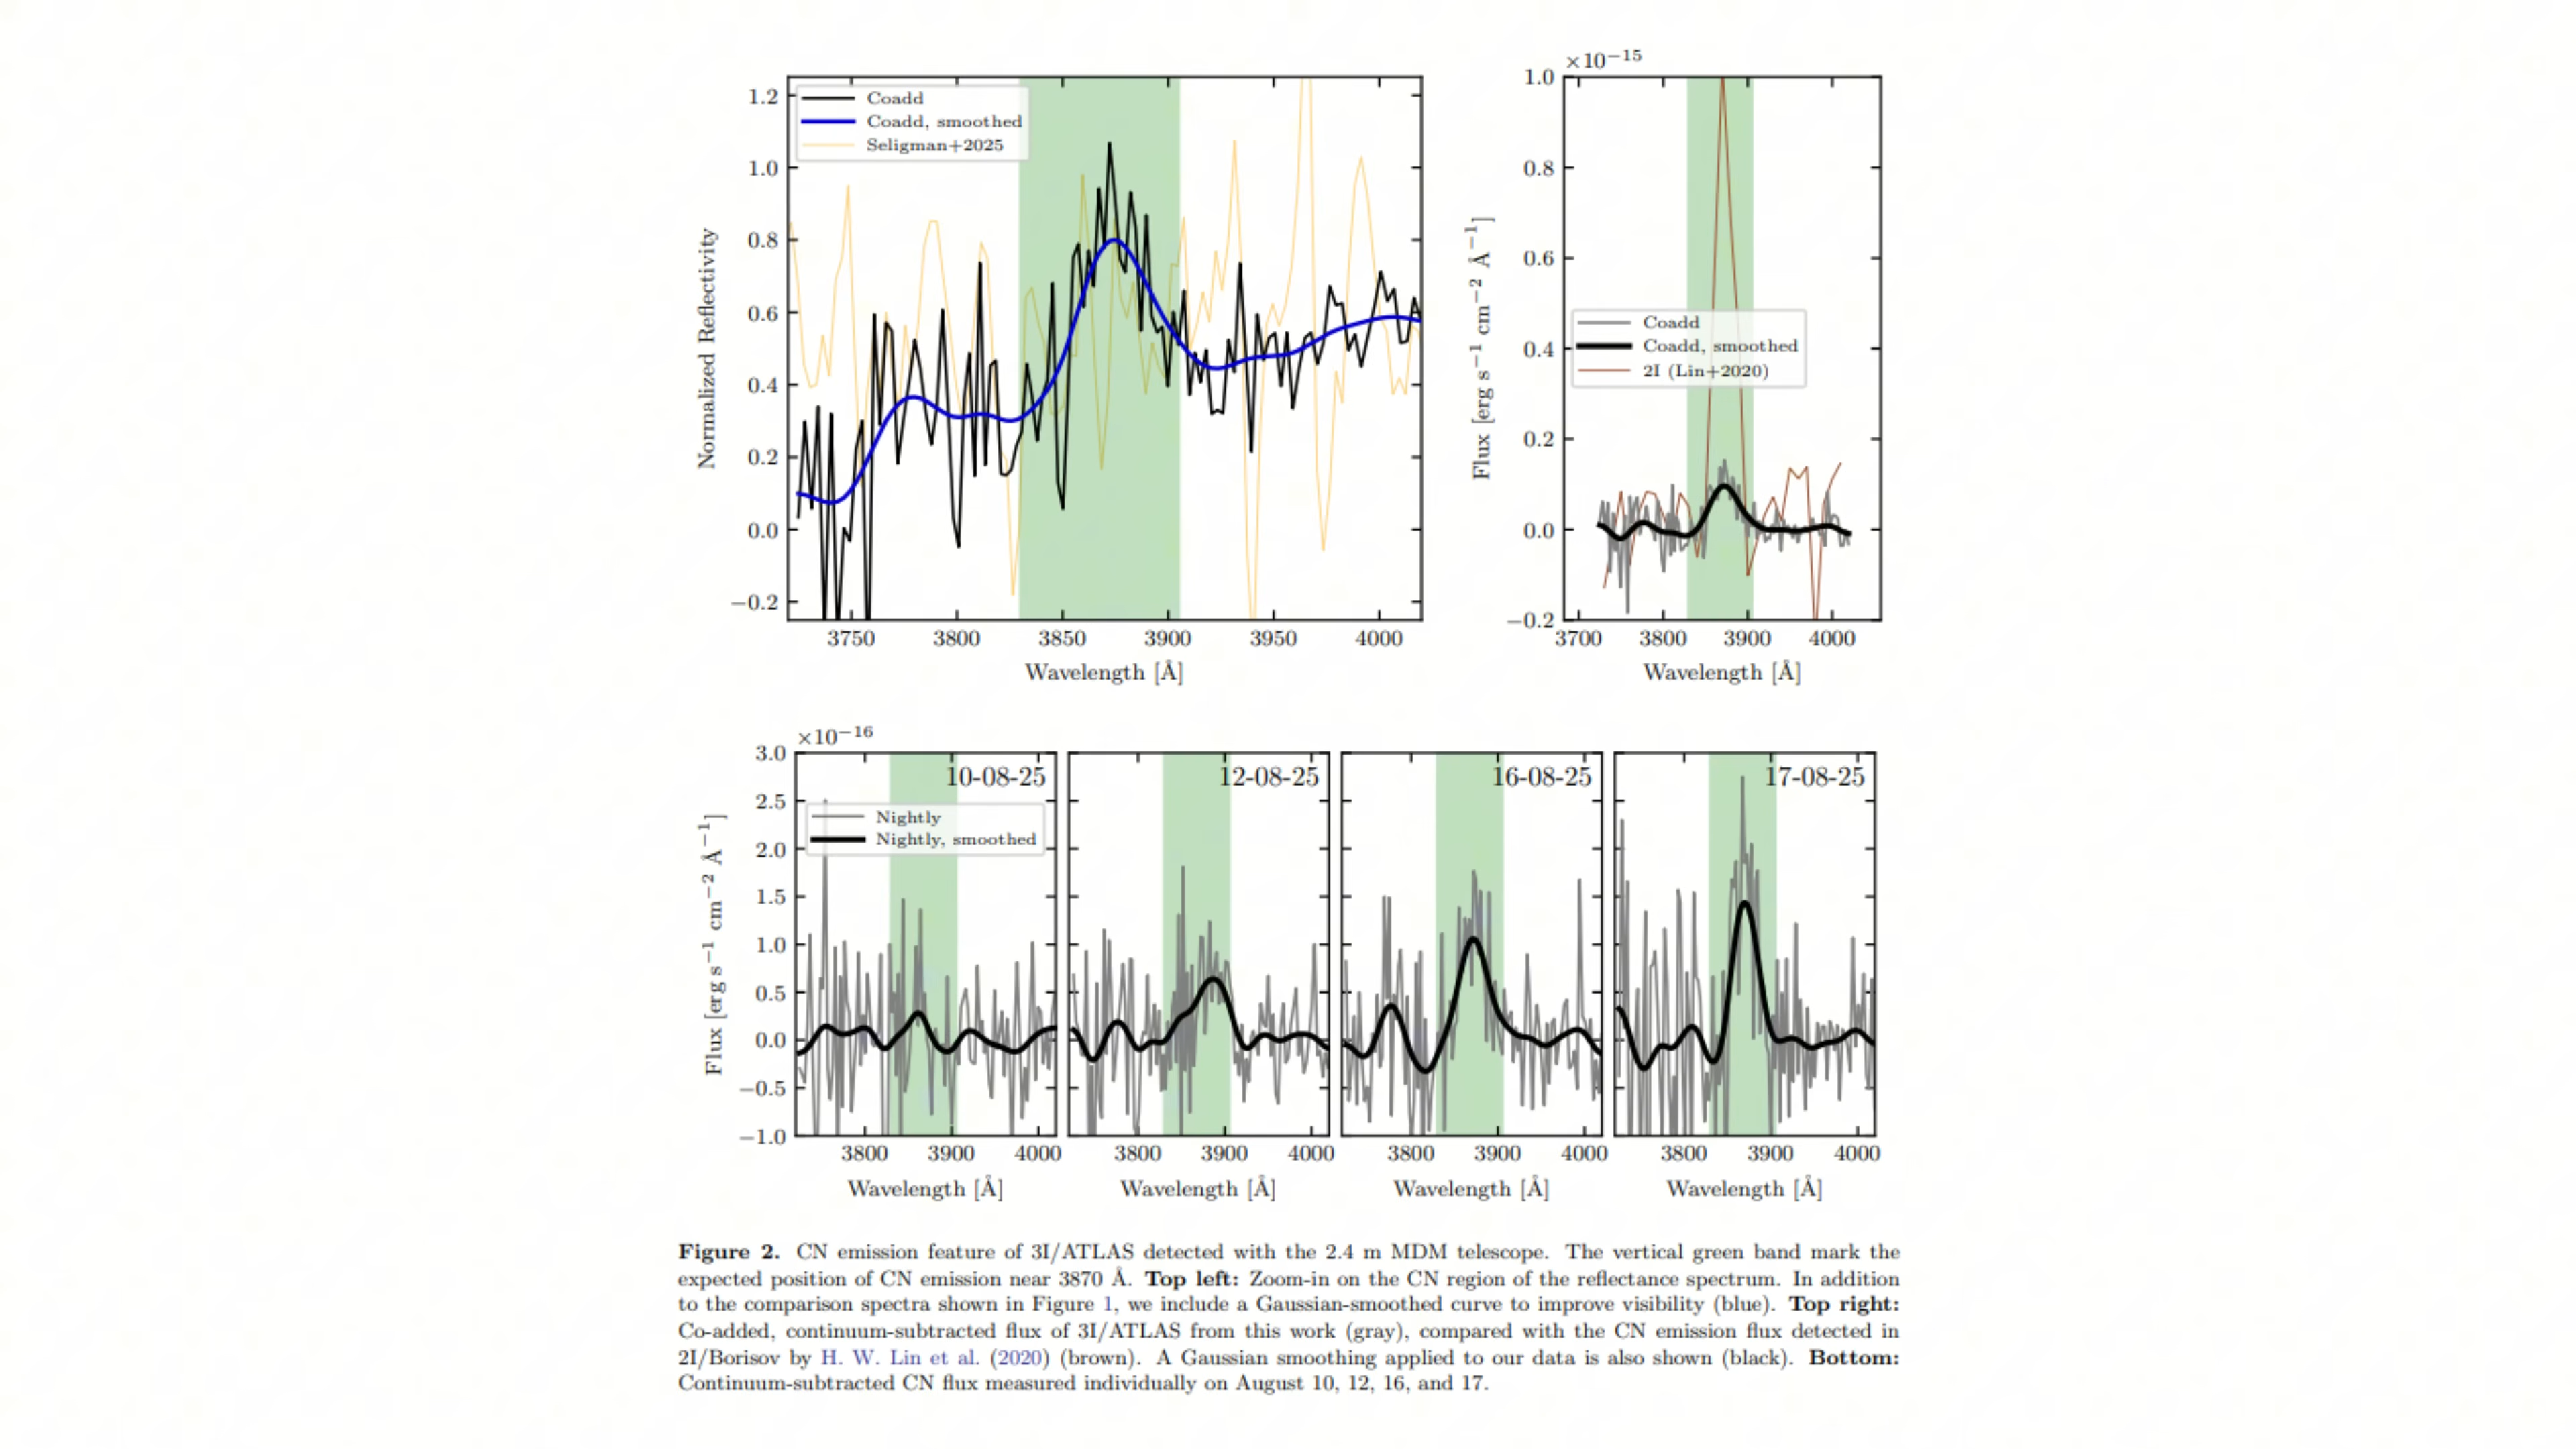 ×10−15
1.2
1.0
0.8
0.6
0.4
0.2
0.0
−0.2
Normalized Reflectivity
Coadd
Coadd, smoothed
Seligman+2025
3750 3800 3850 3900 3950 4000
Wavelength [Å]
1.0
0.8
0.6
0.4
0.2
0.0
−0.2
Flux [erg s−1 cm−2 Å−1]
Coadd
Coadd, smoothed
2I (Lin+2020)
3700 3800 3900 4000
Wavelength [Å]
×10−16
3.0
2.5
2.0
1.5
1.0
0.5
0.0
−0.5
−1.0
Flux [erg s−1 cm−2 Å−1]
10-08-25
Nightly
Nightly, smoothed
12-08-25
16-08-25
17-08-25
3800 3900 4000
3800 3900 4000
3800 3900 4000
3800 3900 4000
Wavelength [Å]
Wavelength [Å]
Wavelength [Å]
Wavelength [Å]
Figure 2. CN emission feature of 3I/ATLAS detected with the 2.4 m MDM telescope. The vertical green band mark the
expected position of CN emission near 3870 Å. Top left: Zoom-in on the CN region of the reflectance spectrum. In addition
to the comparison spectra shown in Figure 1, we include a Gaussian-smoothed curve to improve visibility (blue). Top right:
Co-added, continuum-subtracted flux of 3I/ATLAS from this work (gray), compared with the CN emission flux detected in
2I/Borisov by H. W. Lin et al. (2020) (brown). A Gaussian smoothing applied to our data is also shown (black). Bottom:
Continuum-subtracted CN flux measured individually on August 10, 12, 16, and 17.